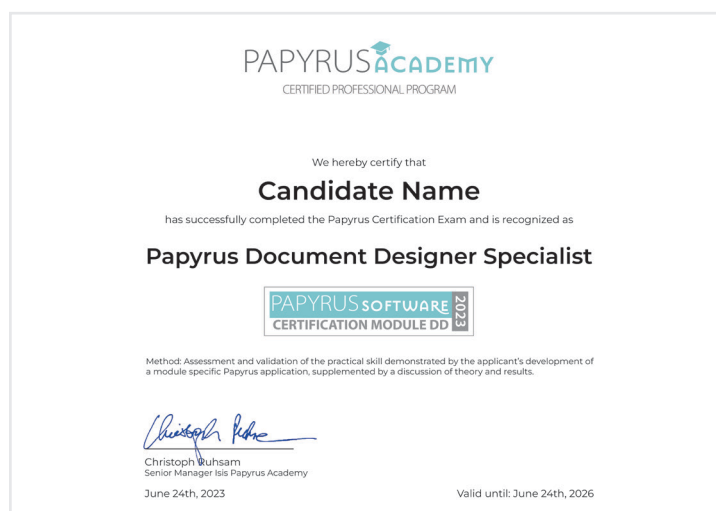 PAPYRUS ACADEMY
CERTIFIED PROFESSIONAL PROGRAM
We hereby certify that
Candidate Name
has successfully completed the Papyrus Certification Exam and is recognized as
Papyrus Document Designer Specialist
PAPYRUS SOFTWARE
CERTIFICATION MODULE DD
2023
Method: Assessment and validation of the practical skill demonstrated by the applicant's development of
a module specific Papyrus application, supplemented by a discussion of theory and results.
Christoph Ruhsam
Senior Manager Isis Papyrus Academy
June 24th, 2023
Valid until: June 24th, 2026